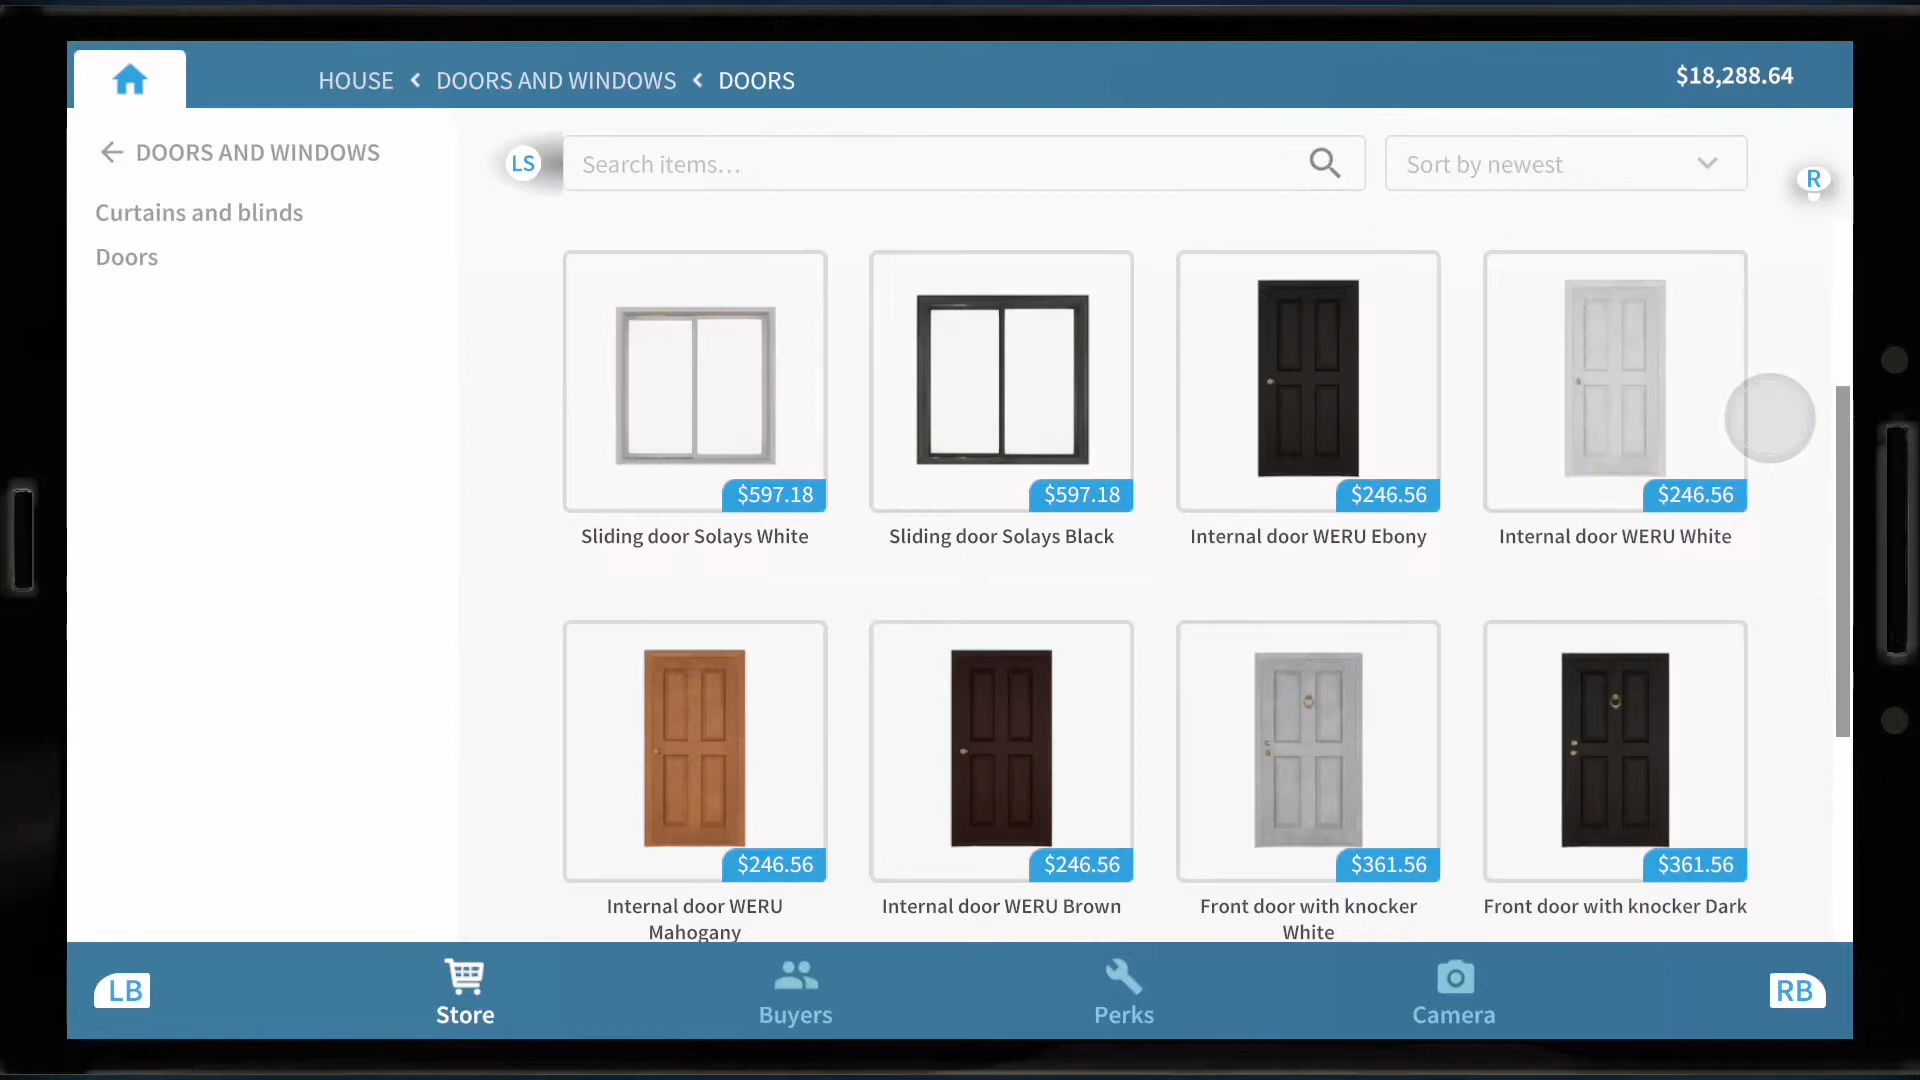 HOUSE < DOORS AND WINDOWS < DOORS
$18,288.64
DOORS AND WINDOWS
Curtains and blinds
Doors
LS
Search items...
Sort by newest
R
$597.18
$597.18
$246.56
$246.56
Sliding door Solays White
Sliding door Solays Black
Internal door WERU Ebony
Internal door WERU White
$246.56
$246.56
$361.56
$361.56
Internal door WERU
Mahogany
Internal door WERU Brown
Front door with knocker
White
Front door with knocker Dark
LB
Store
Buyers
Perks
Camera
RB